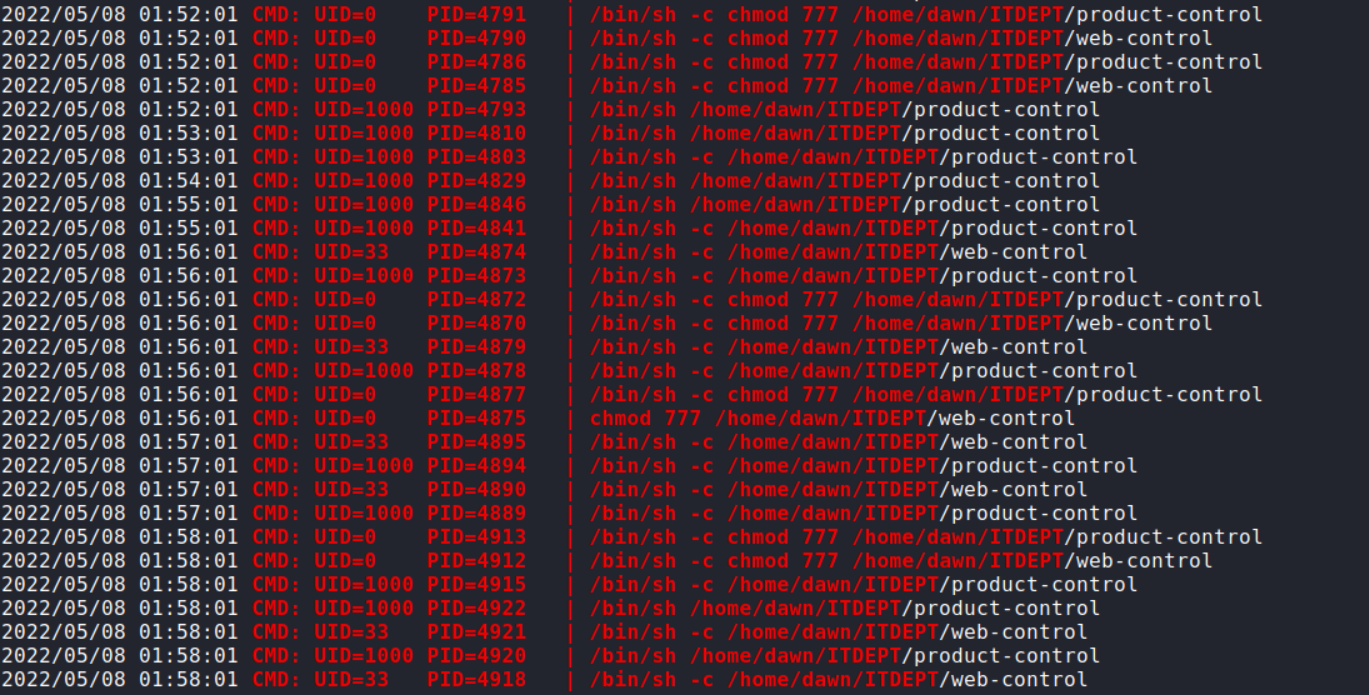 2022/05/08 01:52:01 CMD: UID=0 PID=4791 | /bin/sh -c chmod 777 /home/dawn/ITDEPT/product-control
2022/05/08 01:52:01 CMD: UID=0 PID=4790 | /bin/sh -c chmod 777 /home/dawn/ITDEPT/web-control
2022/05/08 01:52:01 CMD: UID=0 PID=4786 | /bin/sh -c chmod 777 /home/dawn/ITDEPT/product-control
2022/05/08 01:52:01 CMD: UID=0 PID=4785 | /bin/sh -c chmod 777 /home/dawn/ITDEPT/web-control
2022/05/08 01:52:01 CMD: UID=1000 PID=4793 | /bin/sh /home/dawn/ITDEPT/product-control
2022/05/08 01:53:01 CMD: UID=1000 PID=4810 | /bin/sh /home/dawn/ITDEPT/product-control
2022/05/08 01:53:01 CMD: UID=1000 PID=4803 | /bin/sh -c /home/dawn/ITDEPT/product-control
2022/05/08 01:54:01 CMD: UID=1000 PID=4829 | /bin/sh /home/dawn/ITDEPT/product-control
2022/05/08 01:55:01 CMD: UID=1000 PID=4846 | /bin/sh /home/dawn/ITDEPT/product-control
2022/05/08 01:55:01 CMD: UID=1000 PID=4841 | /bin/sh -c /home/dawn/ITDEPT/product-control
2022/05/08 01:56:01 CMD: UID=33 PID=4874 | /bin/sh -c /home/dawn/ITDEPT/web-control
2022/05/08 01:56:01 CMD: UID=1000 PID=4873 | /bin/sh -c /home/dawn/ITDEPT/product-control
2022/05/08 01:56:01 CMD: UID=0 PID=4872 | /bin/sh -c chmod 777 /home/dawn/ITDEPT/product-control
2022/05/08 01:56:01 CMD: UID=0 PID=4870 | /bin/sh -c chmod 777 /home/dawn/ITDEPT/web-control
2022/05/08 01:56:01 CMD: UID=33 PID=4879 | /bin/sh -c /home/dawn/ITDEPT/web-control
2022/05/08 01:56:01 CMD: UID=1000 PID=4878 | /bin/sh -c /home/dawn/ITDEPT/product-control
2022/05/08 01:56:01 CMD: UID=0 PID=4877 | /bin/sh -c chmod 777 /home/dawn/ITDEPT/product-control
2022/05/08 01:56:01 CMD: UID=0 PID=4875 | chmod 777 /home/dawn/ITDEPT/web-control
2022/05/08 01:57:01 CMD: UID=33 PID=4895 | /bin/sh -c /home/dawn/ITDEPT/web-control
2022/05/08 01:57:01 CMD: UID=1000 PID=4894 | /bin/sh -c /home/dawn/ITDEPT/product-control
2022/05/08 01:57:01 CMD: UID=33 PID=4890 | /bin/sh -c /home/dawn/ITDEPT/web-control
2022/05/08 01:57:01 CMD: UID=1000 PID=4889 | /bin/sh -c /home/dawn/ITDEPT/product-control
2022/05/08 01:58:01 CMD: UID=0 PID=4913 | /bin/sh -c chmod 777 /home/dawn/ITDEPT/product-control
2022/05/08 01:58:01 CMD: UID=0 PID=4912 | /bin/sh -c chmod 777 /home/dawn/ITDEPT/web-control
2022/05/08 01:58:01 CMD: UID=1000 PID=4915 | /bin/sh -c /home/dawn/ITDEPT/product-control
2022/05/08 01:58:01 CMD: UID=1000 PID=4922 | /bin/sh /home/dawn/ITDEPT/product-control
2022/05/08 01:58:01 CMD: UID=33 PID=4921 | /bin/sh -c /home/dawn/ITDEPT/web-control
2022/05/08 01:58:01 CMD: UID=1000 PID=4920 | /bin/sh /home/dawn/ITDEPT/product-control
2022/05/08 01:58:01 CMD: UID=33 PID=4918 | /bin/sh -c /home/dawn/ITDEPT/web-control